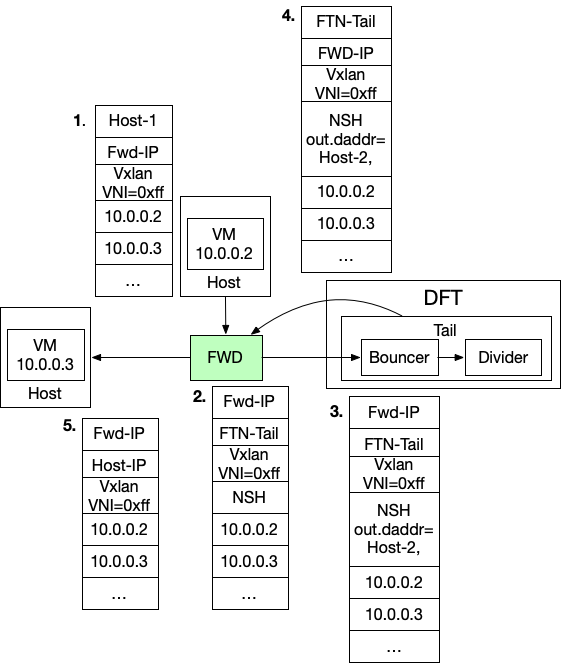 4.
FTN-Tail
FWD-IP
Vxlan
VNI=0xff
NSH
out.daddr=
Host-2,
10.0.0.2
10.0.0.3
...
1.
Host-1
Fwd-IP
Vxlan
VNI=0xff
10.0.0.2
10.0.0.3
...
VM
10.0.0.2
Host
DFT
Tail
Bouncer
Divider
FWD
VM
10.0.0.3
Host
2.
Fwd-IP
FTN-Tail
Vxlan
VNI=0xff
NSH
10.0.0.2
10.0.0.3
...
3.
Fwd-IP
FTN-Tail
Vxlan
VNI=0xff
NSH
out.daddr=
Host-2,
10.0.0.2
10.0.0.3
...
5.
Fwd-IP
Host-IP
Vxlan
VNI=0xff
10.0.0.2
10.0.0.3
...